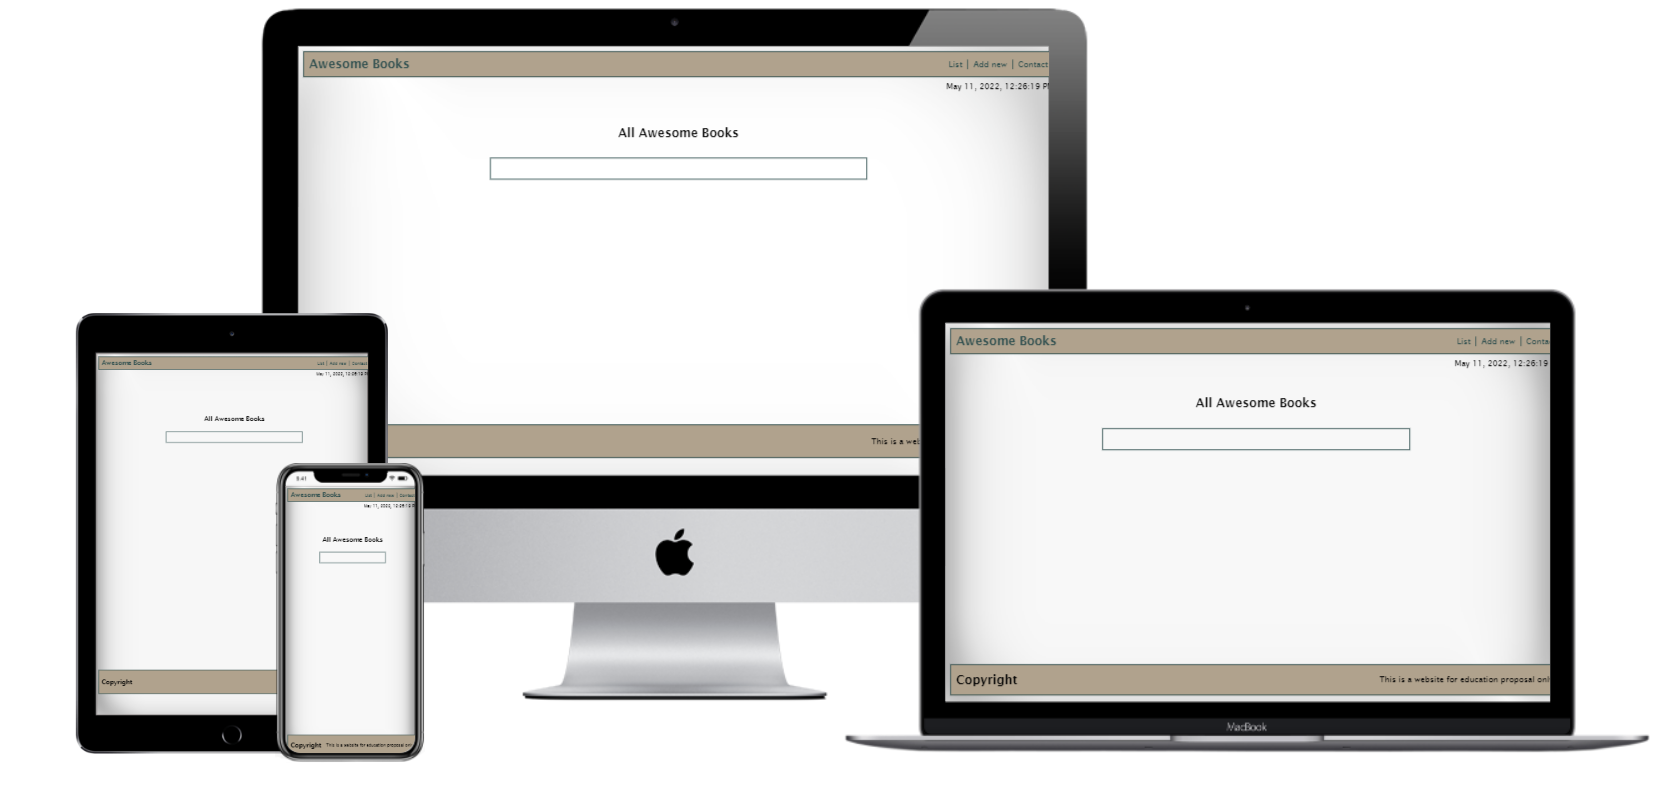 Awesome Books
List | Add new | Contact
May 11, 2022, 12:26:19 P
All Awesome Books
This is a we
Awesome Books
List | Add new | Contact
May 11, 2022, 12:26:19 P
All Awesome Books
Copyright
9:41
Awesome Books
List | Add new | Contact
May 11, 2022, 12:26:19 P
All Awesome Books
Copyright This is a website for education proposal onl
Awesome Books
List | Add new | Conta
May 11, 2022, 12:26:19
All Awesome Books
Copyright
This is a website for education proposal onl
MacBook